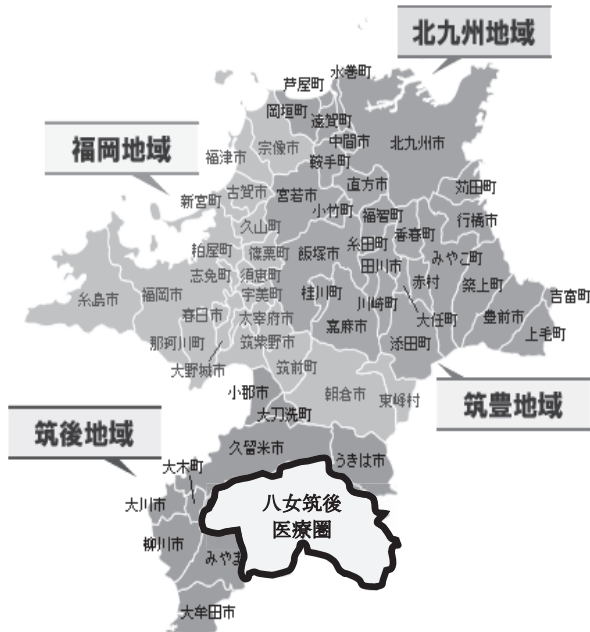 北九州地域
水巻町
芦屋町
岡垣町
遠賀町
福岡地域
宗像市
中間市
北九州市
福津市
鞍手町
古賀市
宮若市
直方市
苅田町
新宮町
小竹町
福智町
香春町
行橋市
久山町
粕屋町
篠栗町
飯塚市
糸田町
みやこ町
志免町
須恵町
田川市
赤村
築上町
糸島市
福岡市
宇美町
桂川町
川崎町
吉富町
春日市
太宰府市
嘉麻市
大任町
豊前市
上毛町
那珂川町
筑紫野市
添田町
大野城市
筑前町
小郡市
朝倉市
東峰村
筑豊地域
大刀洗町
筑後地域
久留米市
うきは市
大木町
八女筑後
医療圏
大川市
柳川市
みやま
大牟田市